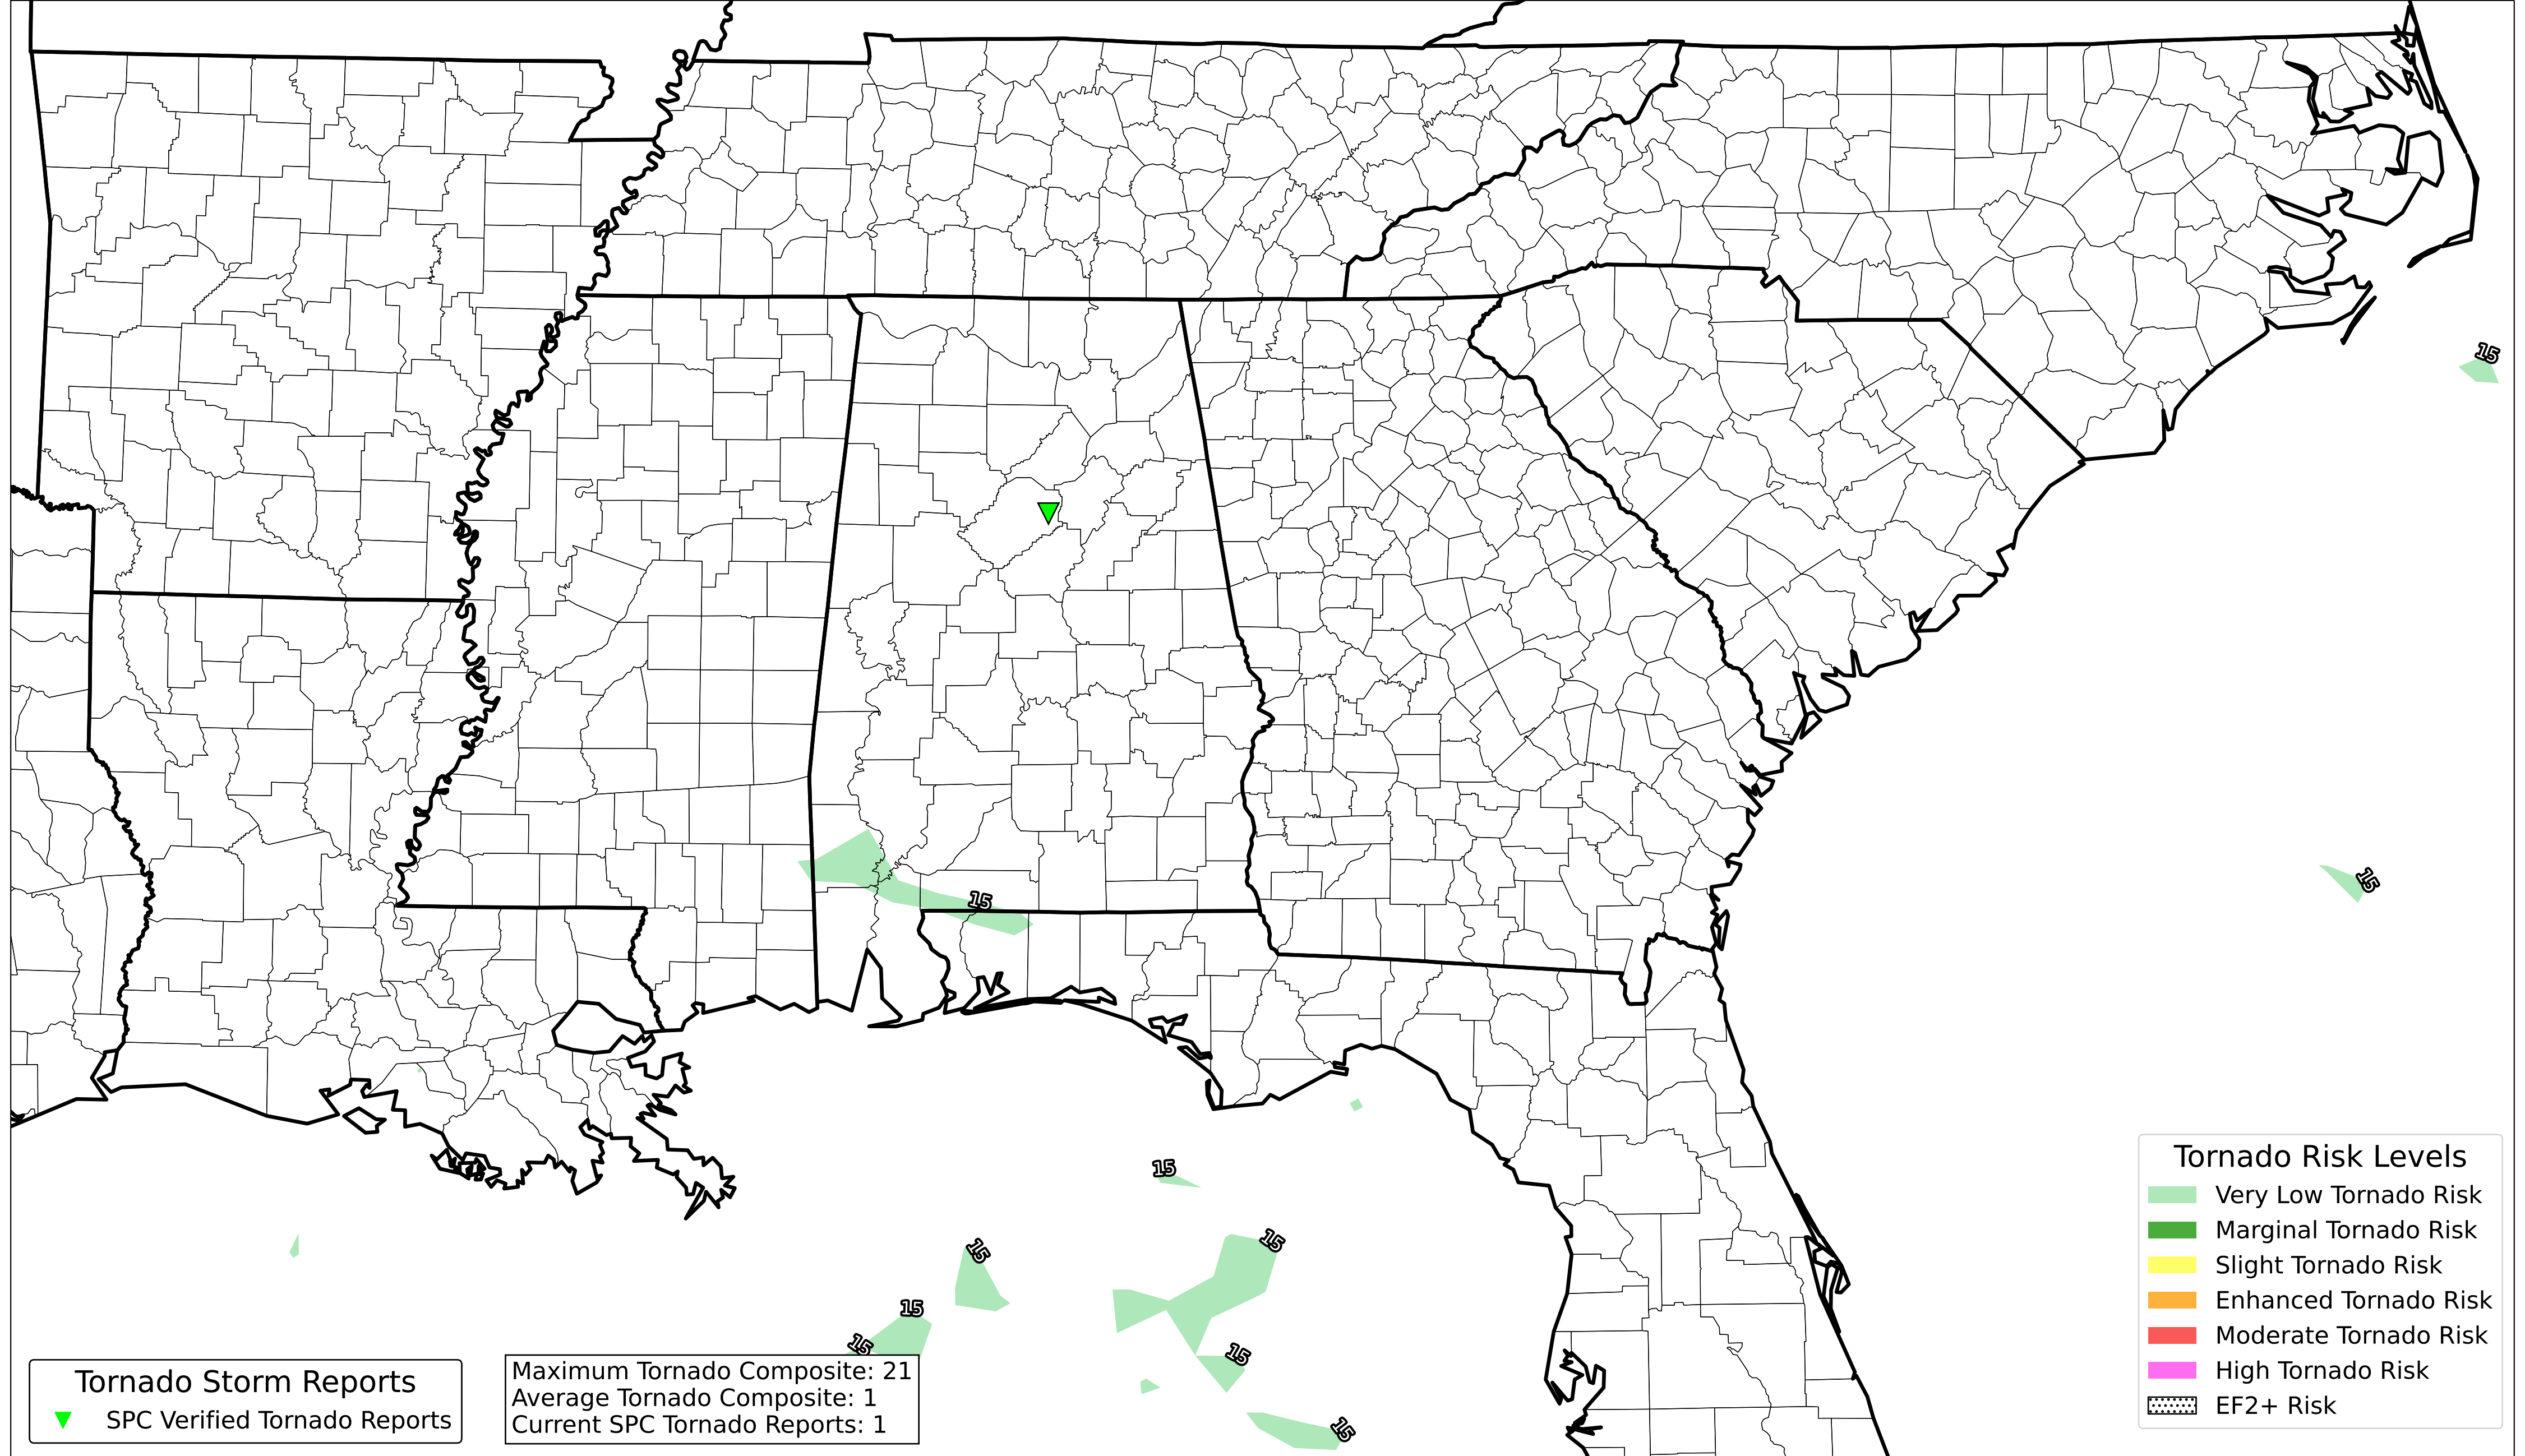 15
15
15
15
15
15
15
15
15
15
Tornado Risk Levels
Very Low Tornado Risk
Marginal Tornado Risk
Slight Tornado Risk
Enhanced Tornado Risk
Moderate Tornado Risk
High Tornado Risk
EF2+ Risk
Tornado Storm Reports
SPC Verified Tornado Reports
Maximum Tornado Composite: 21
Average Tornado Composite: 1
Current SPC Tornado Reports: 1